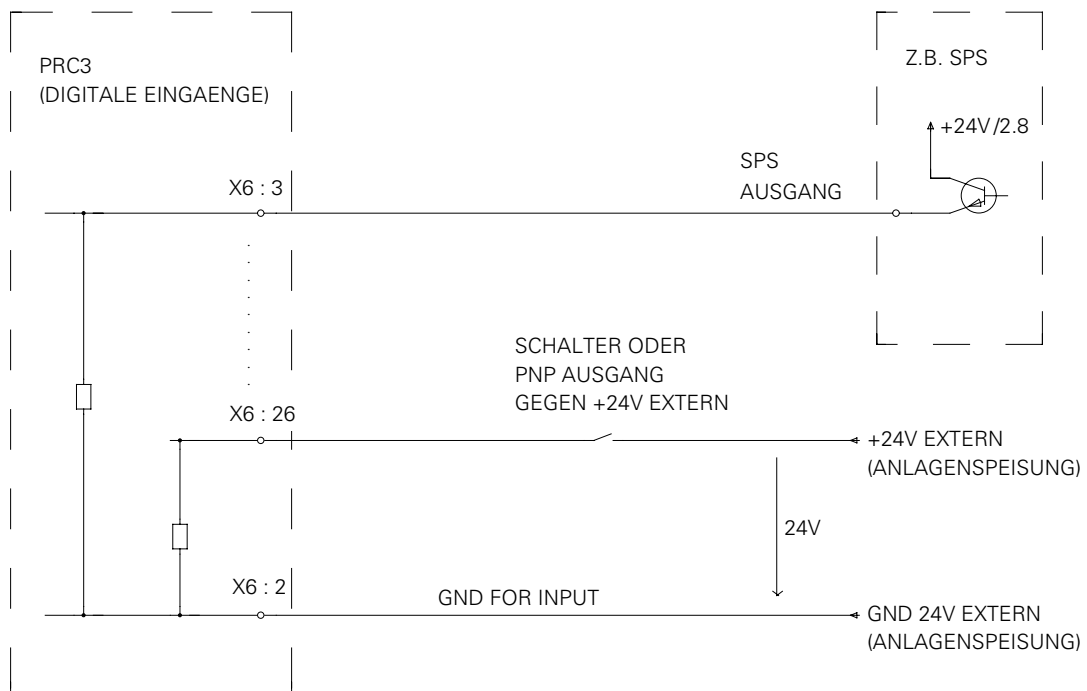 PRC3
(DIGITALE EINGAENGE)
Z.B. SPS
+24V/2.8
SPS
AUSGANG
X6 : 3
SCHALTER ODER
PNP AUSGANG
GEGEN +24V EXTERN
X6 : 26
+24V EXTERN
(ANLAGENSPEISUNG)
24V
X6 : 2
GND FOR INPUT
GND 24V EXTERN
(ANLAGENSPEISUNG)